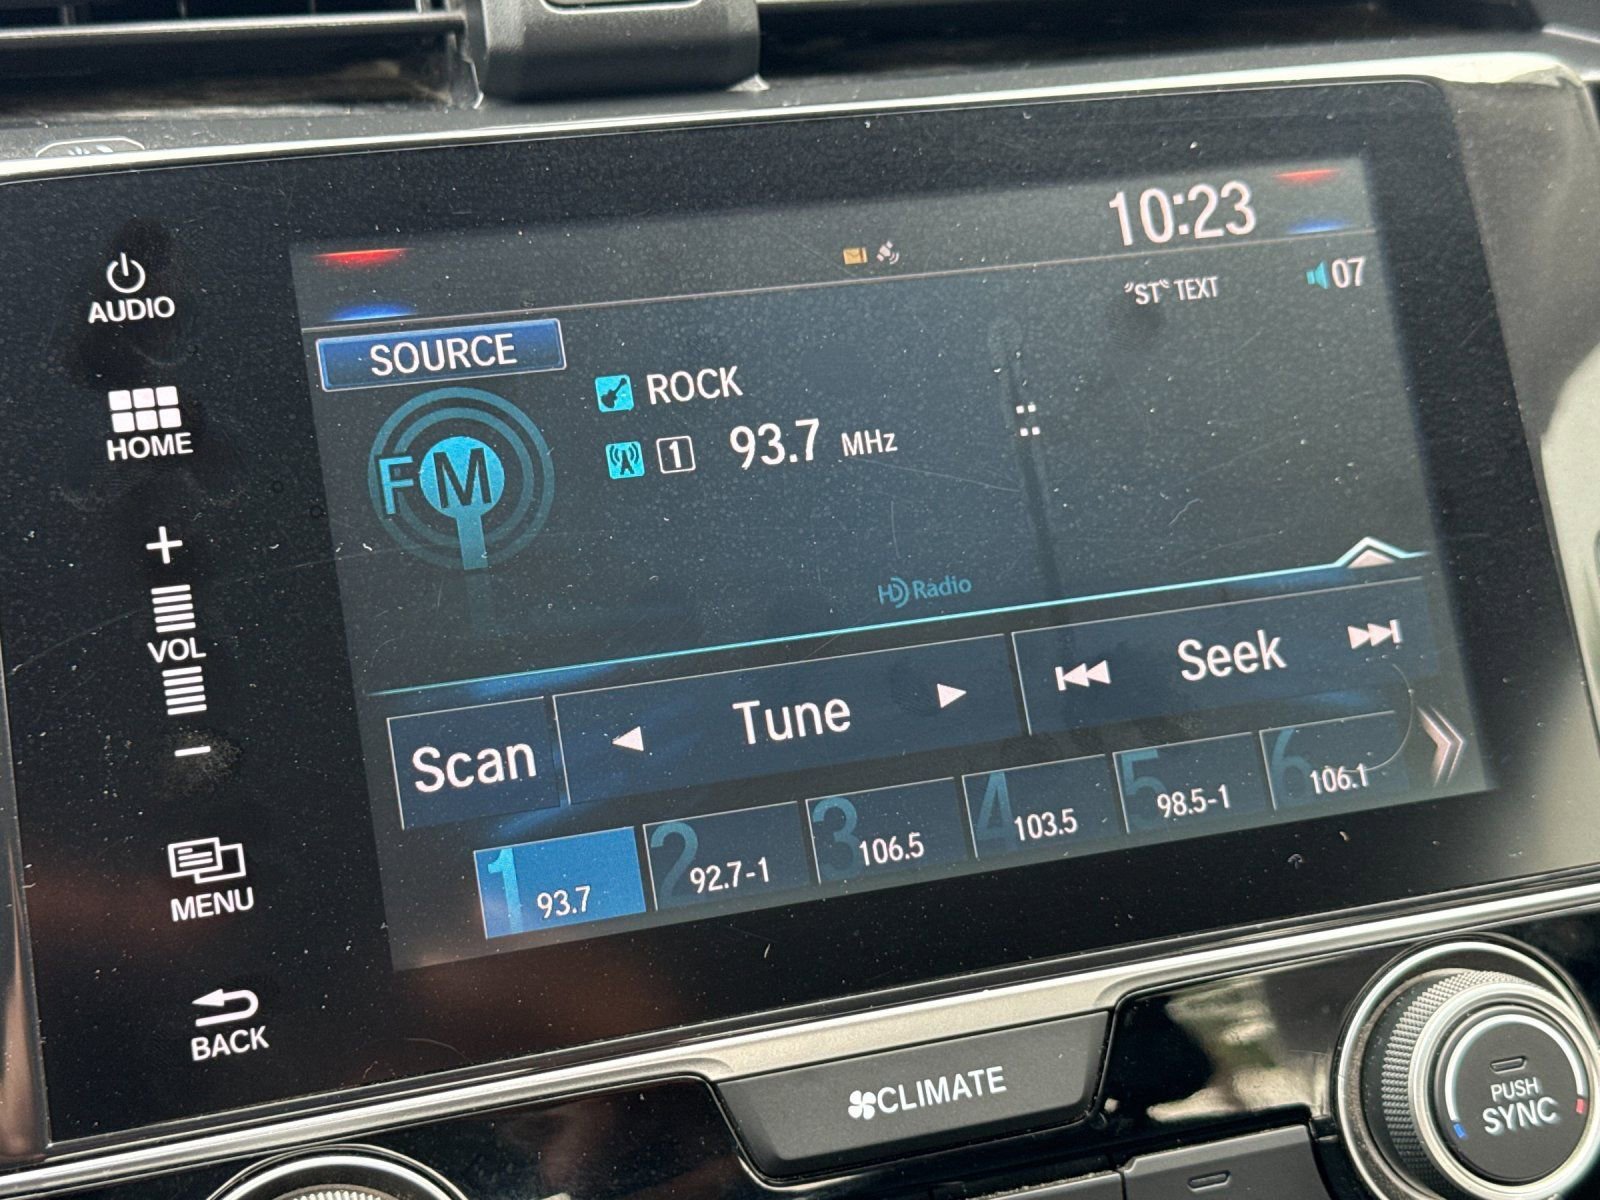 10:23
"ST" TEXT
07
SOURCE
FM
ROCK
1 93.7 MHz
HD Radio
Scan
Tune
Seek
1 93.7
2 92.7-1
3 106.5
4 103.5
5 98.5-1
6 106.1
AUDIO
HOME
+
VOL
−
MENU
BACK
CLIMATE
PUSH
SYNC